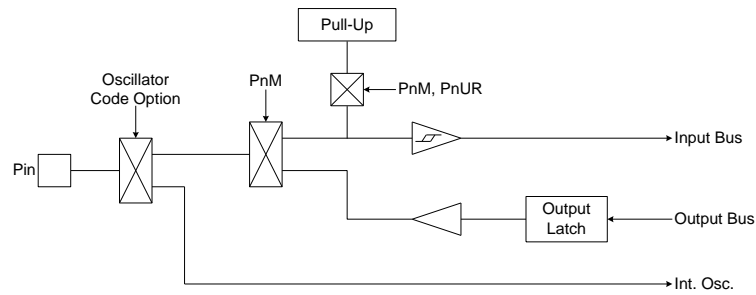 Pull-Up
Oscillator
Code Option
PnM
PnM, PnUR
Pin
Input Bus
Output
Latch
Output Bus
Int. Osc.